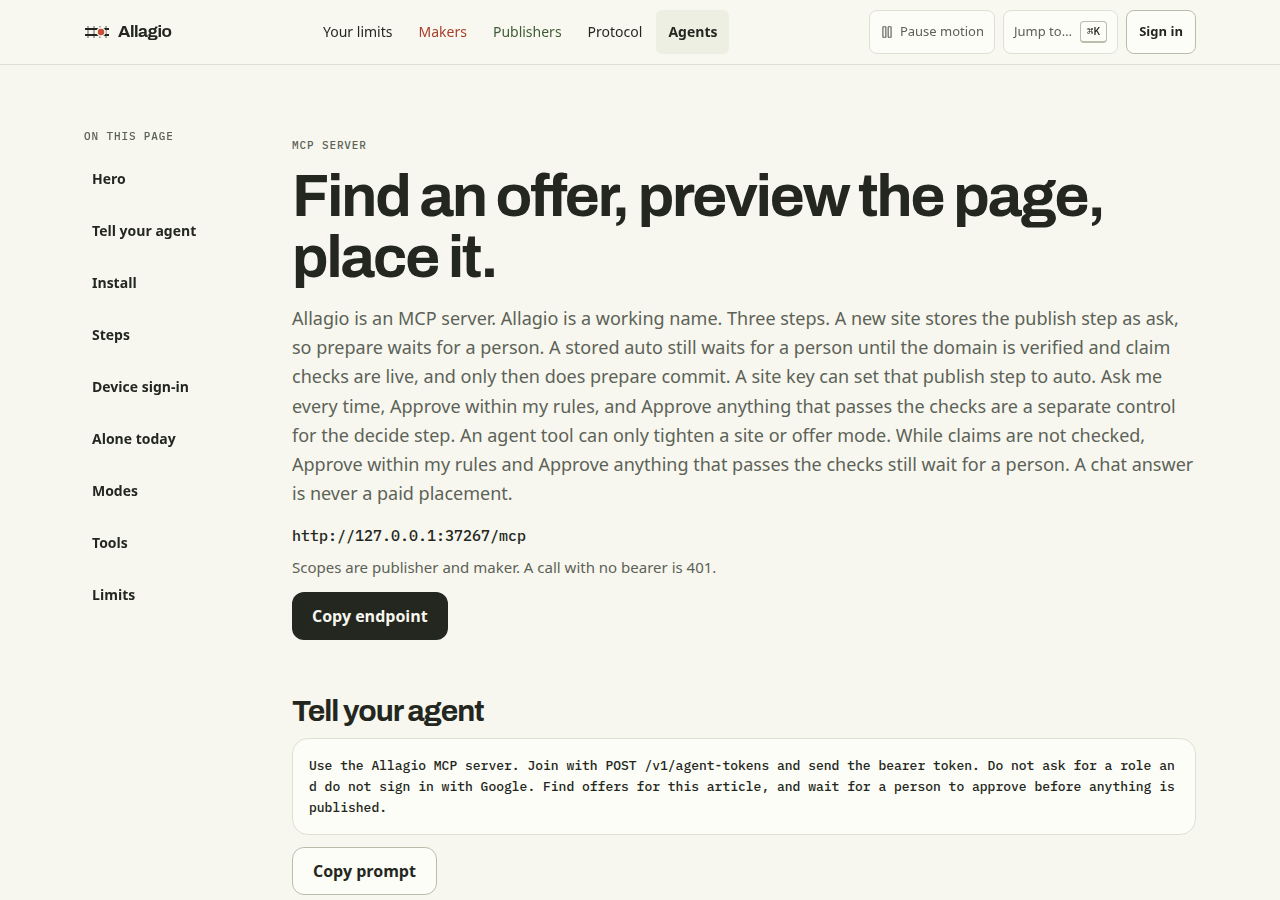 Allagio
Your limits
Makers
Publishers
Protocol
Agents
Pause motion
Jump to...
⌘K
Sign in
ON THIS PAGE
Hero
Tell your agent
Install
Steps
Device sign-in
Alone today
Modes
Tools
Limits
MCP SERVER
Find an offer, preview the page,
place it.
Allagio is an MCP server. Allagio is a working name. Three steps. A new site stores the publish step as ask,
so prepare waits for a person. A stored auto still waits for a person until the domain is verified and claim
checks are live, and only then does prepare commit. A site key can set that publish step to auto. Ask me
every time, Approve within my rules, and Approve anything that passes the checks are a separate control
for the decide step. An agent tool can only tighten a site or offer mode. While claims are not checked,
Approve within my rules and Approve anything that passes the checks still wait for a person. A chat answer
is never a paid placement.
http://127.0.0.1:37267/mcp
Scopes are publisher and maker. A call with no bearer is 401.
Copy endpoint
Tell your agent
Use the Allagio MCP server. Join with POST /v1/agent-tokens and send the bearer token. Do not ask for a role an
d do not sign in with Google. Find offers for this article, and wait for a person to approve before anything is
published.
Copy prompt